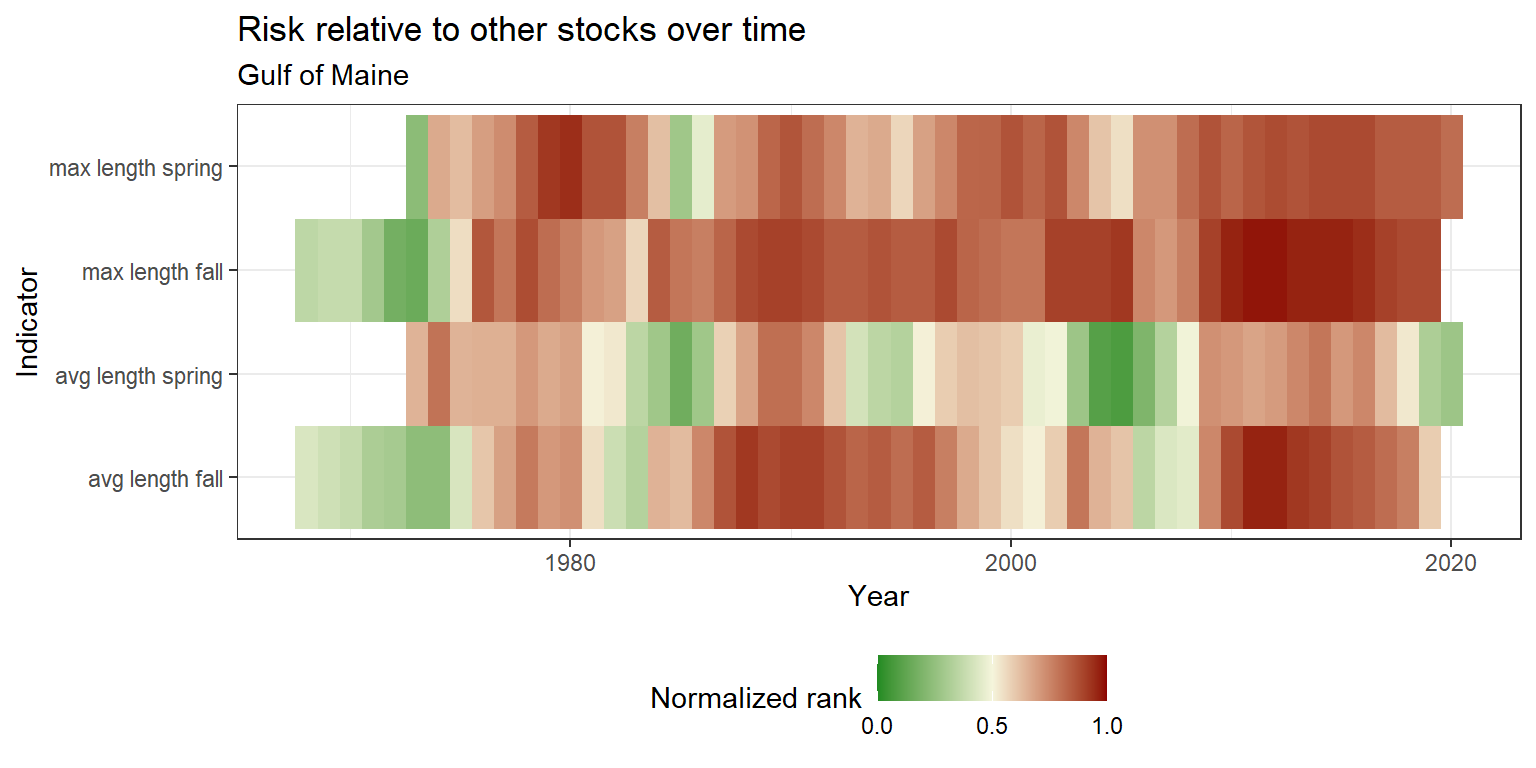 Risk relative to other stocks over time
Gulf of Maine
max length spring
max length fall
avg length spring
avg length fall
Indicator
1980 2000 2020
Year
Normalized rank
0.0 0.5 1.0